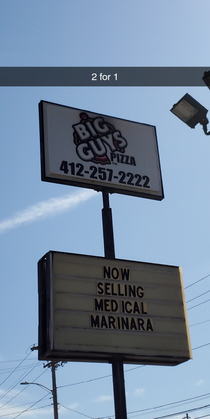 2 for 1
BIG
GUYS
PIZZA
412-257-2222
NOW
SELLING
MEDICAL
MARINARA